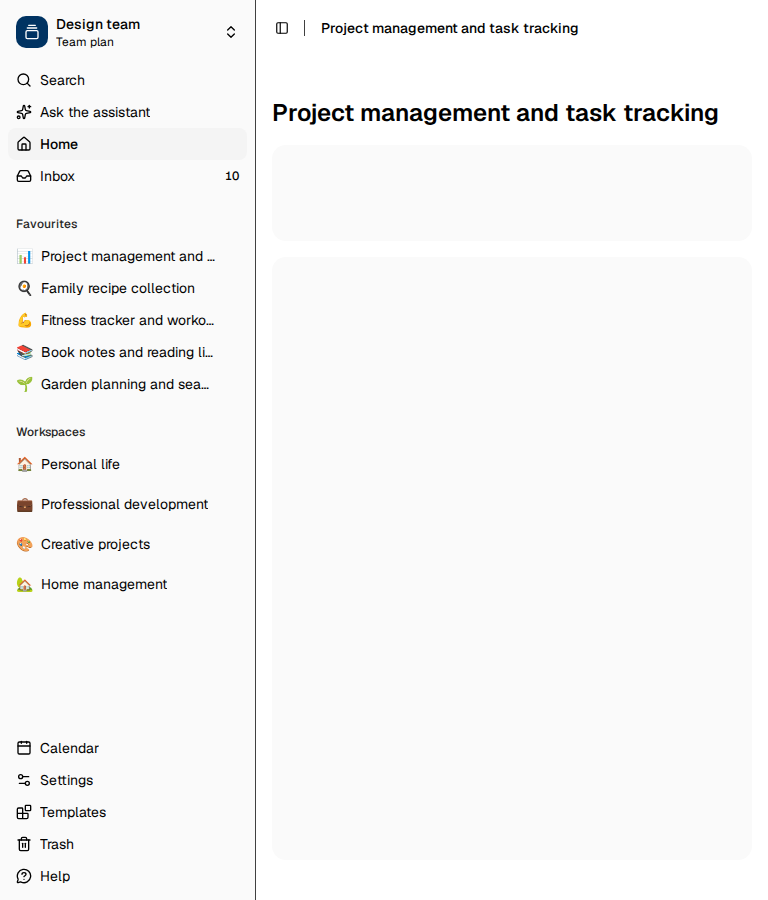 Design team
Team plan
Search
Ask the assistant
Home
Inbox 10
Favourites
Project management and ...
Family recipe collection
Fitness tracker and worko...
Book notes and reading li...
Garden planning and sea...
Workspaces
Personal life
Professional development
Creative projects
Home management
Calendar
Settings
Templates
Trash
Help
Project management and task tracking
Project management and task tracking